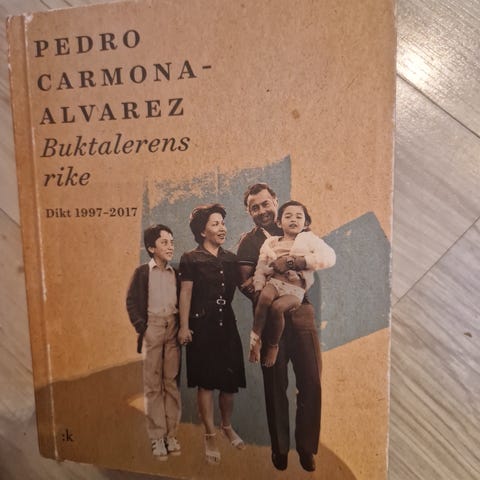 PEDRO
CARMONA-
ALVAREZ
Buktalerens
rike
Dikt 1997–2017
:k